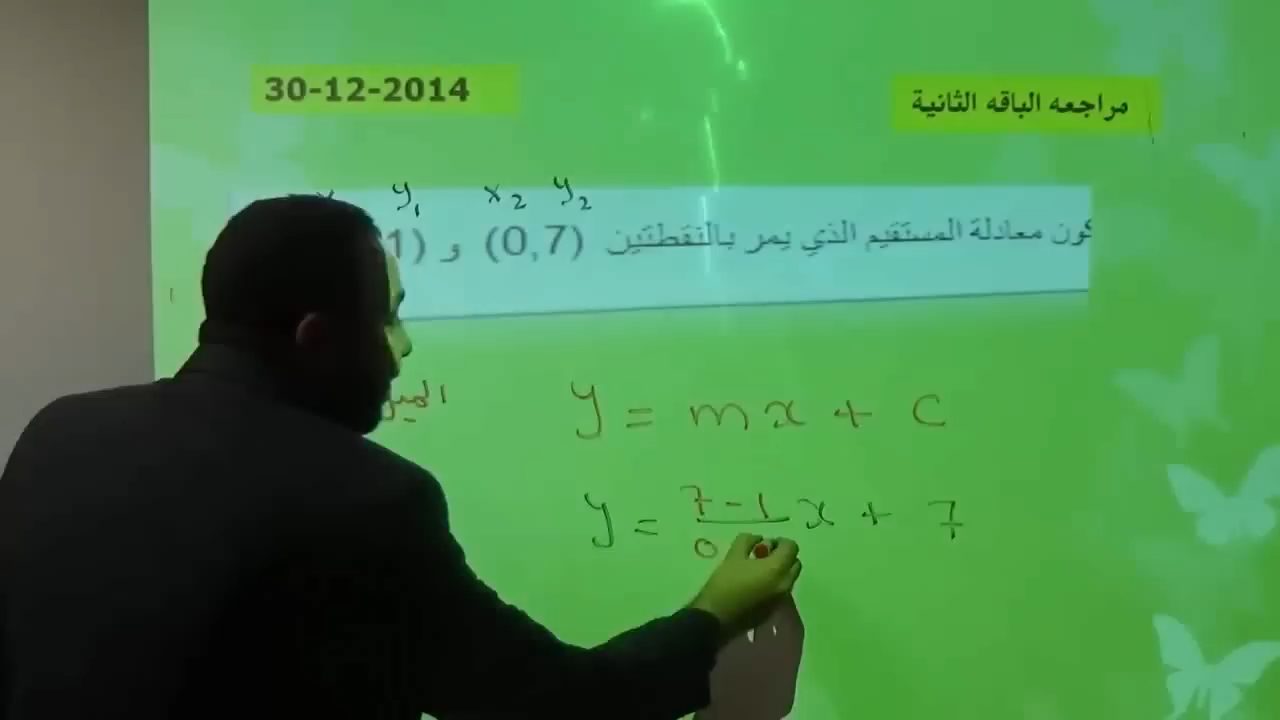 30-12-2014
مراجعه الباقه الثانية
y₁ x₂ y₂
كون معادلة المستقيم الذي يمر بالنقطتين (0,7) و (1
y = mx + c
y = 7-1/0 x + 7